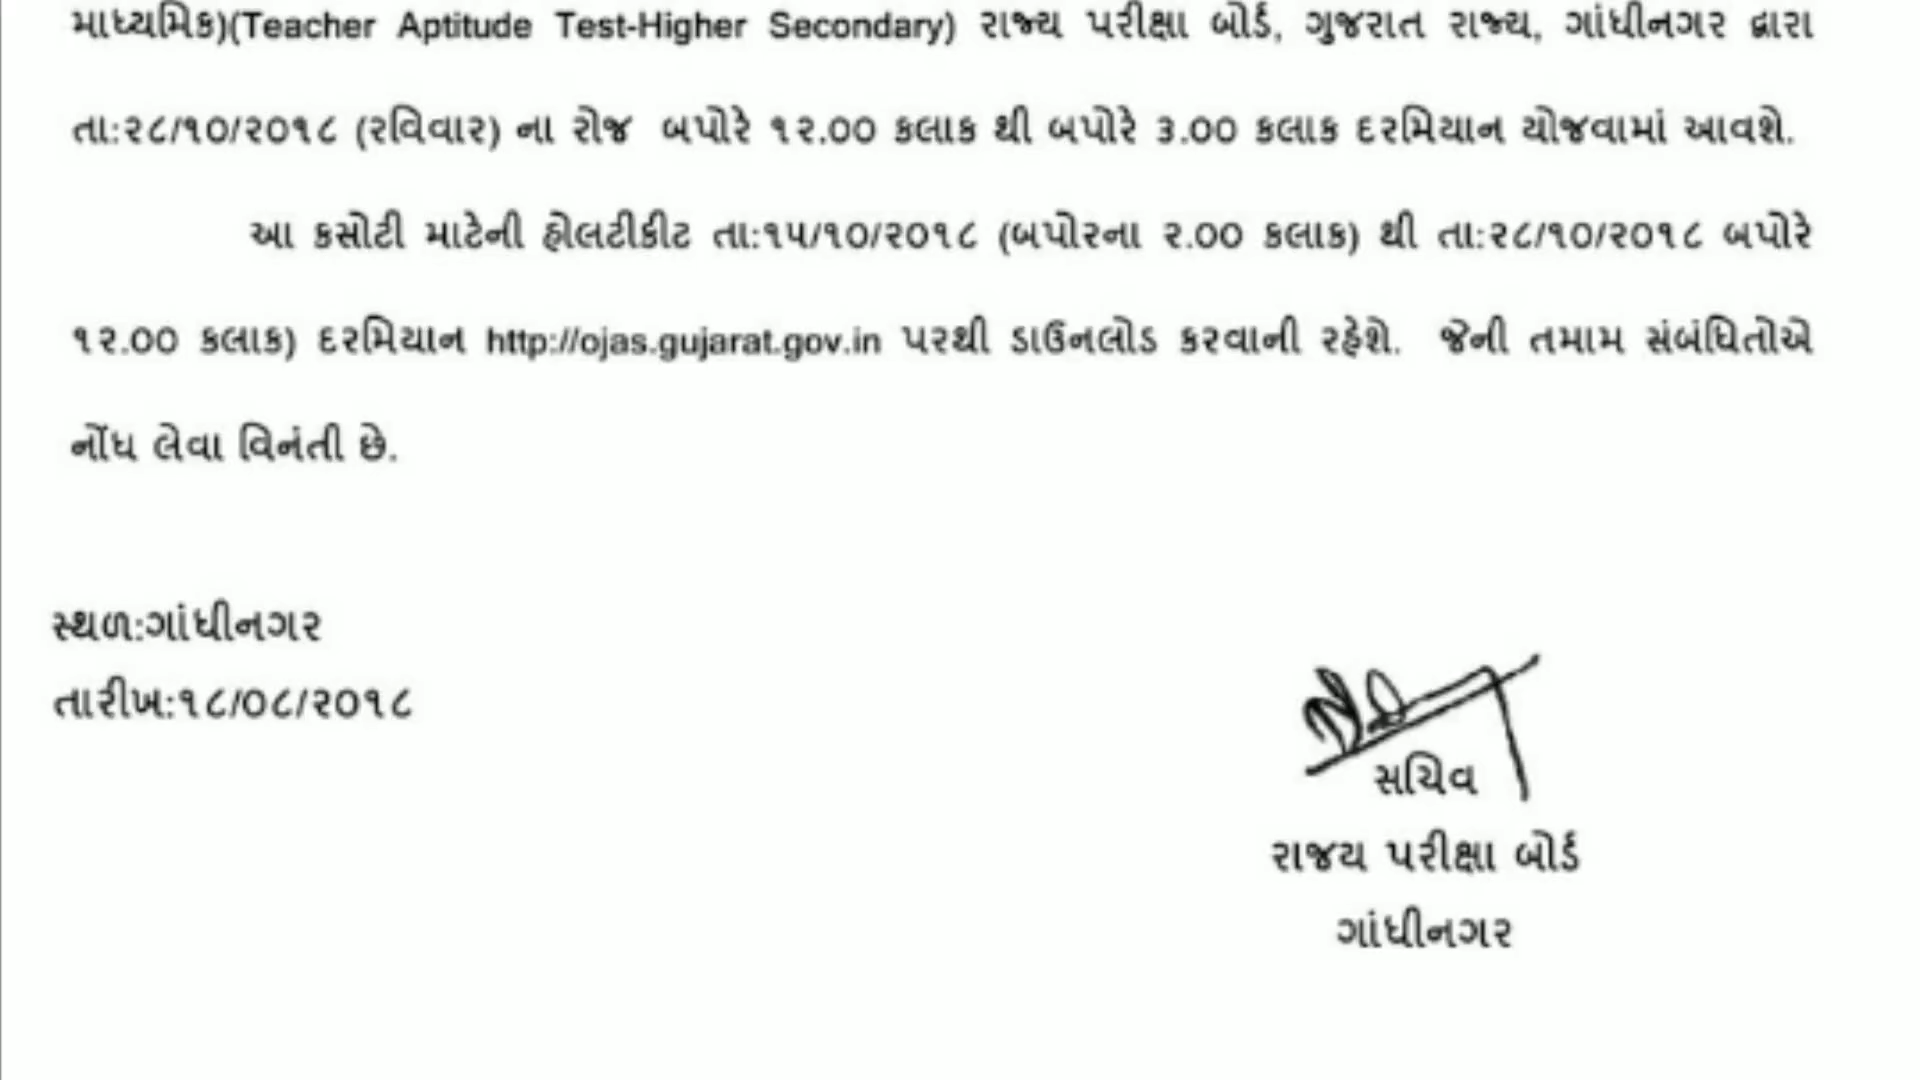 માધ્યમિક)(Teacher Aptitude Test-Higher Secondary) રાજ્ય પરીક્ષા બોર્ડ, ગુજરાત રાજ્ય, ગાંધીનગર દ્વારા
તા:૨૮/૧૦/૨૦૧૮ (રવિવાર) ના રોજ બપોરે ૧૨.૦૦ કલાક થી બપોરે ૩.૦૦ કલાક દરમિયાન યોજવામાં આવશે.
આ કસોટી માટેની હોલટીકીટ તા:૧૫/૧૦/૨૦૧૮ (બપોરના ૨.૦૦ કલાક) થી તા:૨૮/૧૦/૨૦૧૮ બપોરે
૧૨.૦૦ કલાક) દરમિયાન http://ojas.gujarat.gov.in પરથી ડાઉનલોડ કરવાની રહેશે. જેની તમામ સંબંધિતોએ
નોંધ લેવા વિનંતી છે.
સ્થળ:ગાંધીનગર
તારીખ:૧૮/૦૮/૨૦૧૮
સચિવ
રાજય પરીક્ષા બોર્ડ
ગાંધીનગર